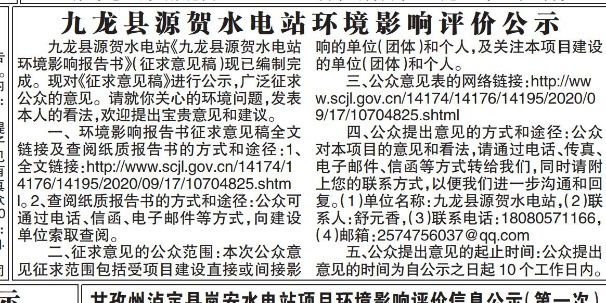 九龙县源贺水电站环境影响评价公示
九龙县源贺水电站《九龙县源贺水电站
环境影响报告书》(征求意见稿)现已编制完
成。现对《征求意见稿》进行公示,广泛征求
公众的意见。请就你关心的环境问题,发表
本人的看法,欢迎提出宝贵意见和建议。
一、环境影响报告书征求意见稿全文
链接及查阅纸质报告书的方式和途径:1、
全文链接:http://www.scjl.gov.cn/14174/1
4176/14195/2020/09/17/10704825.shtm
l。2、查阅纸质报告书的方式和途径:公众可
通过电话、信函、电子邮件等方式,向建设
单位索取查阅。
二、征求意见的公众范围:本次公众意
见征求范围包括受项目建设直接或间接影
响的单位(团体)和个人,及关注本项目建设
的单位(团体)和个人。
三、公众意见表的网络链接:http://ww
w.scjl.gov.cn/14174/14176/14195/2020/0
9/17/10704825.shtml
四、公众提出意见的方式和途径:公众
对本项目的意见和看法,请通过电话、传真、
电子邮件、信函等方式转给我们,同时请附
上您的联系方式,以便我们进一步沟通和回
复。(1)单位名称:九龙县源贺水电站,(2)联
系人:舒元香,(3)联系电话:18080571166,
(4)邮箱:2574756037@qq.com
五、公众提出意见的起止时间:公众提出
意见的时间为自公示之日起10个工作日内。
甘孜州泸定县岚安水电站项目环境影响评价信息公示(第一次)